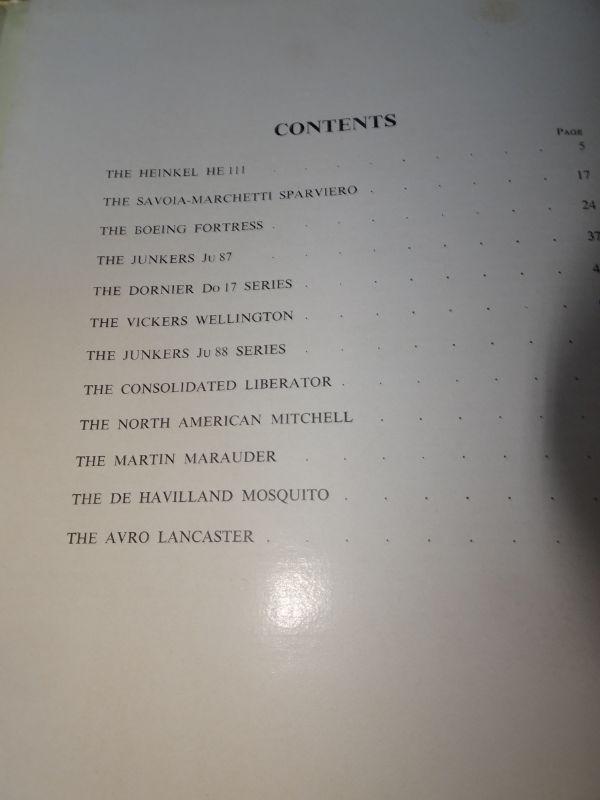 CONTENTS
PAGE
THE HEINKEL HE 111 . . . . . . . . 5
THE SAVOIA-MARCHETTI SPARVIERO . . . . . . 17
THE BOEING FORTRESS . . . . . . . . 24
THE JUNKERS Ju 87 . . . . . . . . 37
THE DORNIER Do 17 SERIES . . . . . . .
THE VICKERS WELLINGTON . . . . . . .
THE JUNKERS Ju 88 SERIES . . . . . . .
THE CONSOLIDATED LIBERATOR . . . . . .
THE NORTH AMERICAN MITCHELL . . . . . .
THE MARTIN MARAUDER . . . . . . .
THE DE HAVILLAND MOSQUITO . . . . . . .
THE AVRO LANCASTER . . . . . . . .